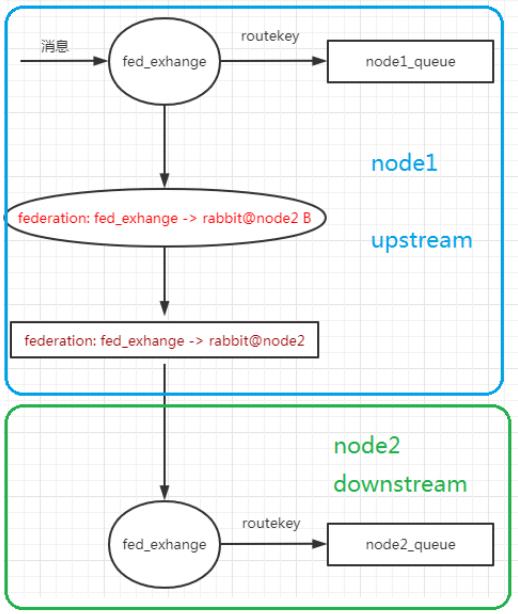 消息
fed_exhange
routekey
node1_queue
node1
federation: fed_exhange -> rabbit@node2 B
upstream
federation: fed_exhange -> rabbit@node2
node2
downstream
fed_exhange
routekey
node2_queue